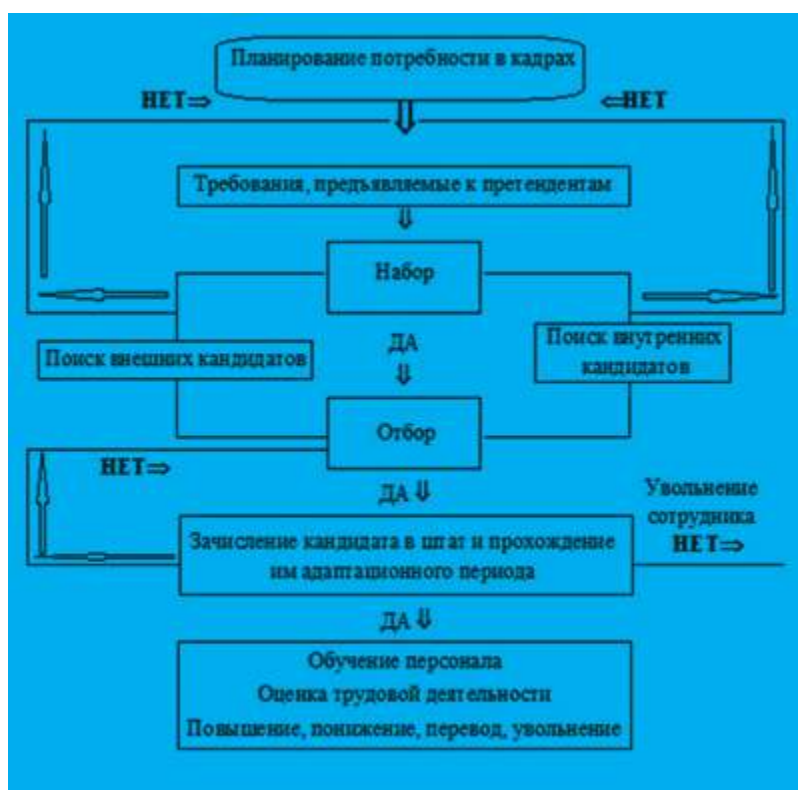 Планирование потребности в кадрах
НЕТ⇒
⇐НЕТ
Требования, предъявляемые к претендентам
Набор
Поиск внешних кандидатов
ДА
Поиск внутренних
кандидатов
Отбор
НЕТ⇒
ДА
Увольнение
сотрудника
НЕТ⇒
Зачисление кандидата в штат и прохождение
им адаптационного периода
ДА
Обучение персонала
Оценка трудовой деятельности
Повышение, понижение, перевод, увольнение